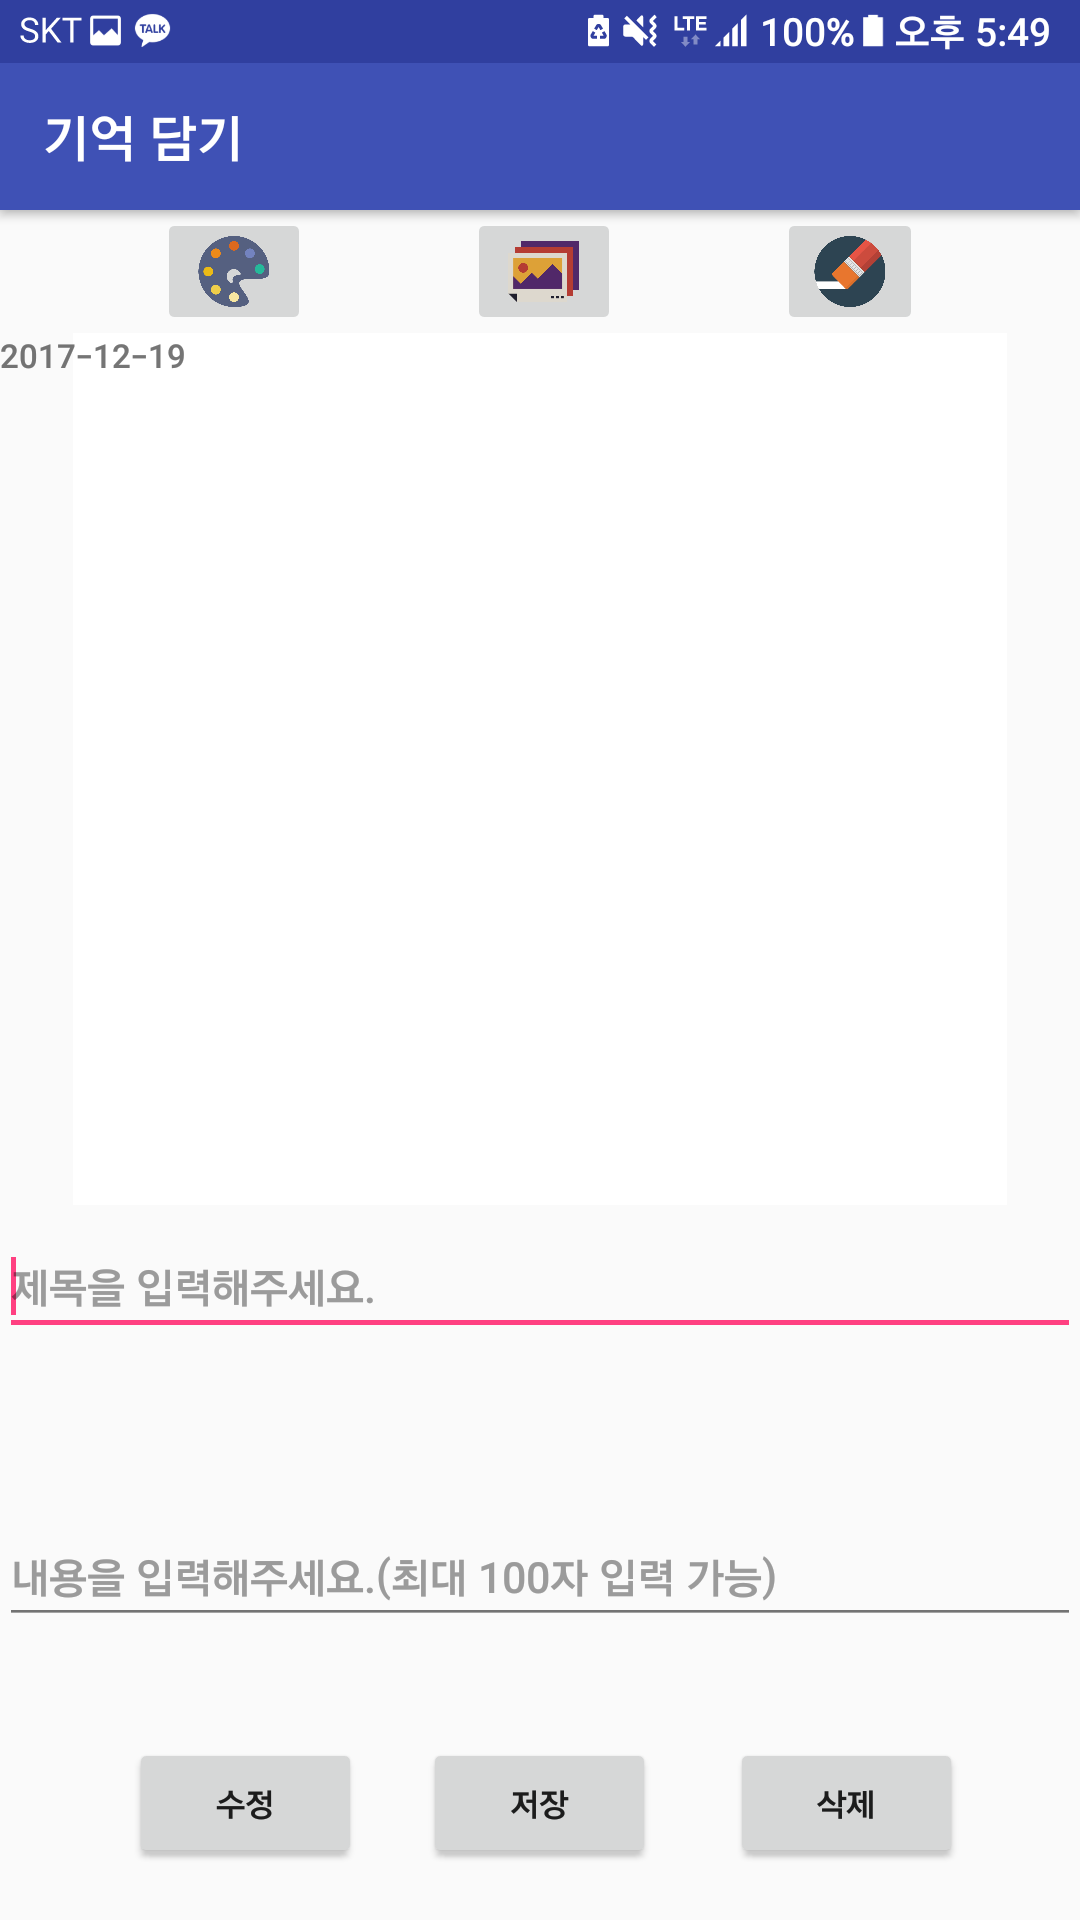 SKT TALK LTE 100% 오후 5:49
기억 담기
2017-12-19
제목을 입력해주세요.
내용을 입력해주세요.(최대 100자 입력 가능)
수정 저장 삭제